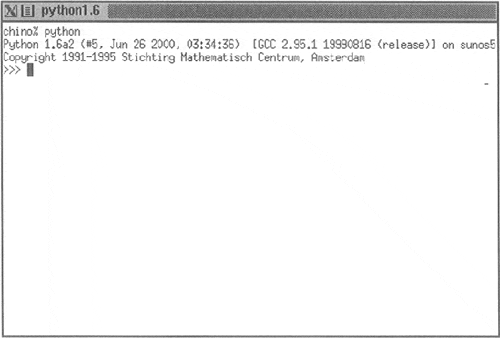 python1.6
chino% python
Python 1.6a2 (#5, Jun 26 2000, 03:34:36)  [GCC 2.95.1 19990816 (release)] on sunos5
Copyright 1991-1995 Stichting Mathematisch Centrum, Amsterdam
>>>